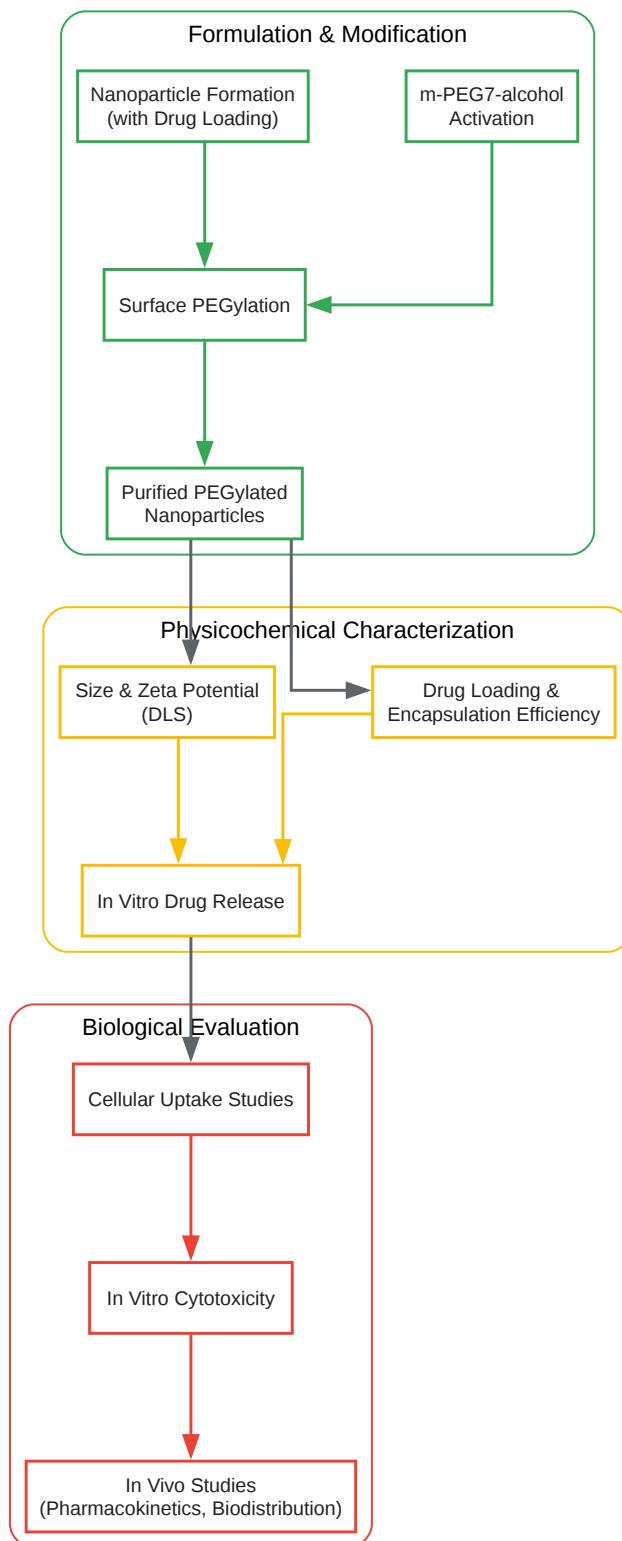 Formulation & Modification
Nanoparticle Formation
(with Drug Loading)
m-PEG7-alcohol
Activation
Surface PEGylation
Purified PEGylated
Nanoparticles
Physicochemical Characterization
Size & Zeta Potential
(DLS)
Drug Loading &
Encapsulation Efficiency
In Vitro Drug Release
Biological Evaluation
Cellular Uptake Studies
In Vitro Cytotoxicity
In Vivo Studies
(Pharmacokinetics, Biodistribution)